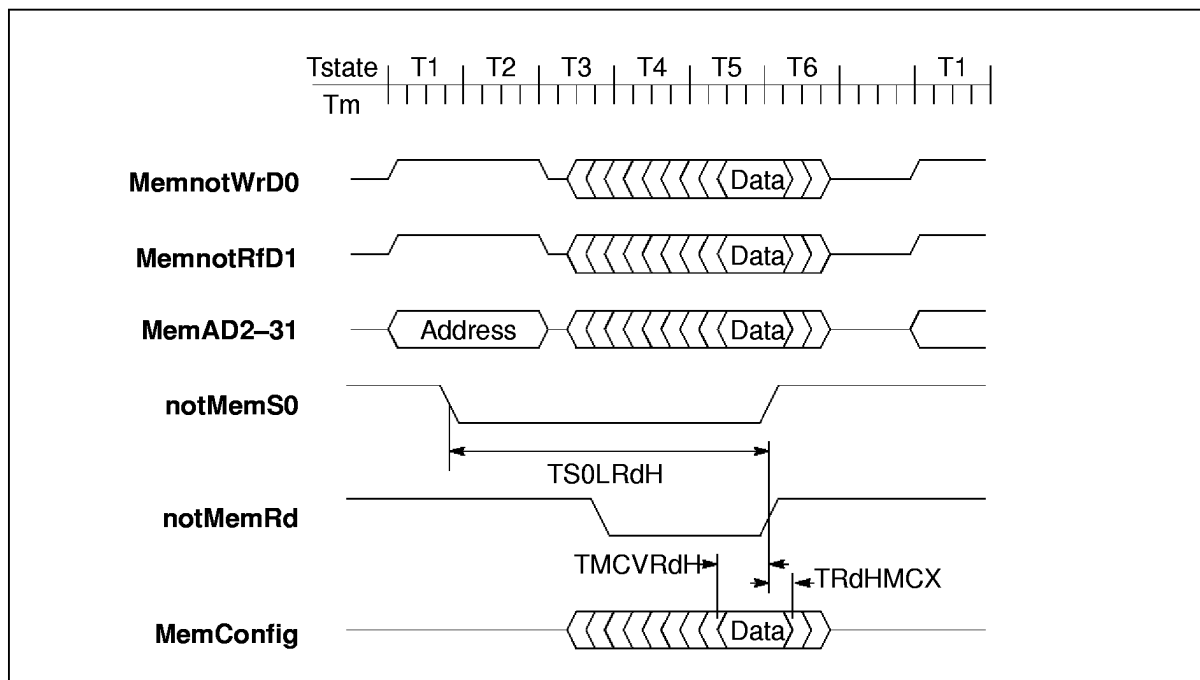 Tstate T1 T2 T3 T4 T5 T6 T1
Tm
MemnotWrD0 Data
MemnotRfD1 Data
MemAD2–31 Address Data
notMemS0
TS0LRdH
notMemRd
TMCVRdH TRdHMCX
MemConfig Data